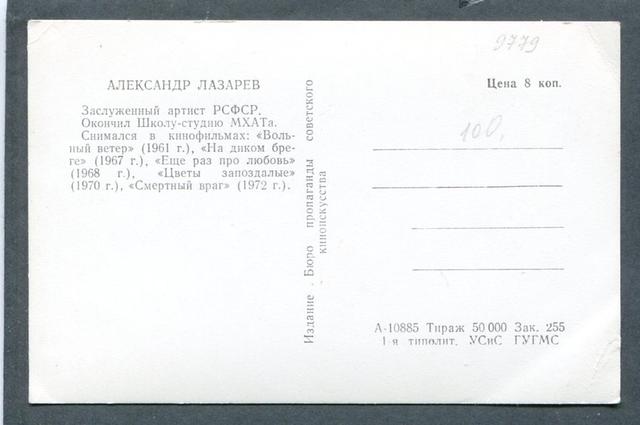 9779
АЛЕКСАНДР ЛАЗАРЕВ
Заслуженный артист РСФСР.
Окончил Школу-студию МХАТа.
Снимался в кинофильмах: «Воль-
ный ветер» (1961 г.), «На диком бре-
ге» (1967 г.), «Еще раз про любовь»
(1968 г.), «Цветы запоздалые»
(1970 г.), «Смертный враг» (1972 г.).
Издание Бюро пропаганды советского
киноискусства
Цена 8 коп.
100,
А-10885 Тираж 50 000 Зак. 255
1-я типолит. УСиС ГУГМС